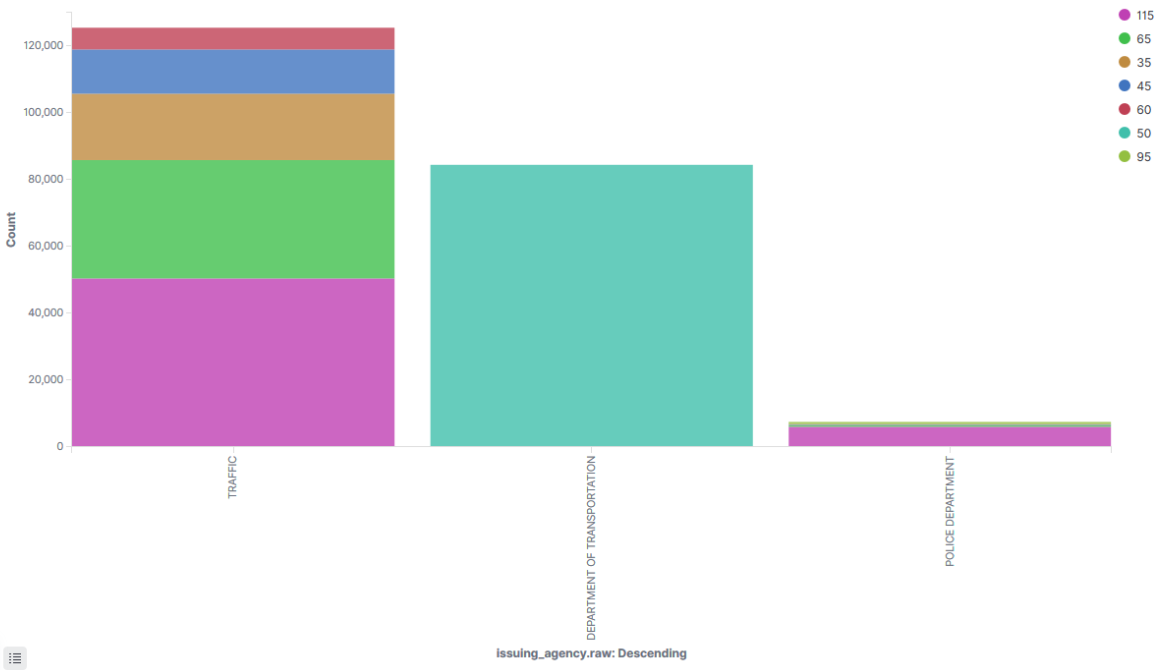 120,000
100,000
80,000
60,000
40,000
20,000
0
Count
TRAFFIC
DEPARTMENT OF TRANSPORTATION
POLICE DEPARTMENT
issuing_agency.raw: Descending
115
65
35
45
60
50
95